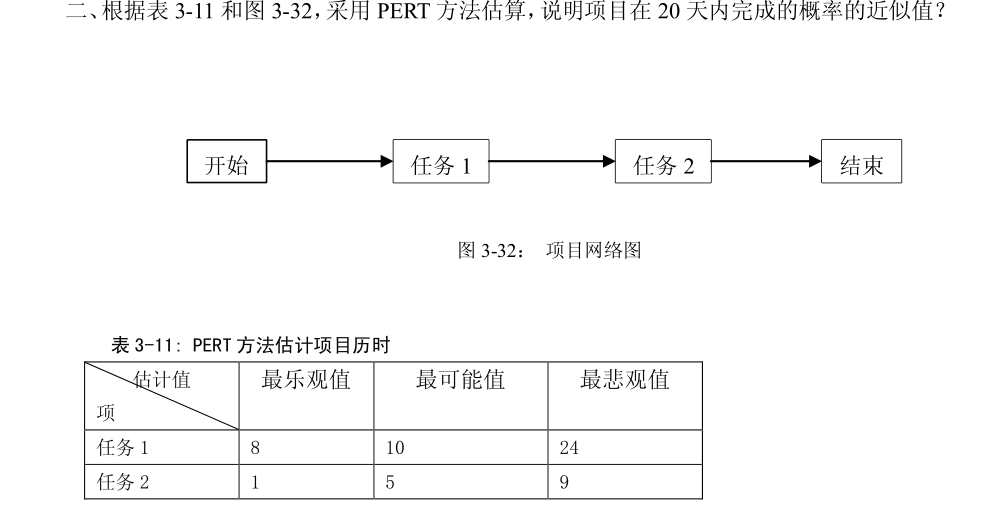 二、根据表 3-11 和图 3-32，采用 PERT 方法估算，说明项目在 20 天内完成的概率的近似值？
开始 任务 1 任务 2 结束
图 3-32： 项目网络图
表 3-11: PERT 方法估计项目历时
估计值 最乐观值 最可能值 最悲观值
项
任务 1 8 10 24
任务 2 1 5 9